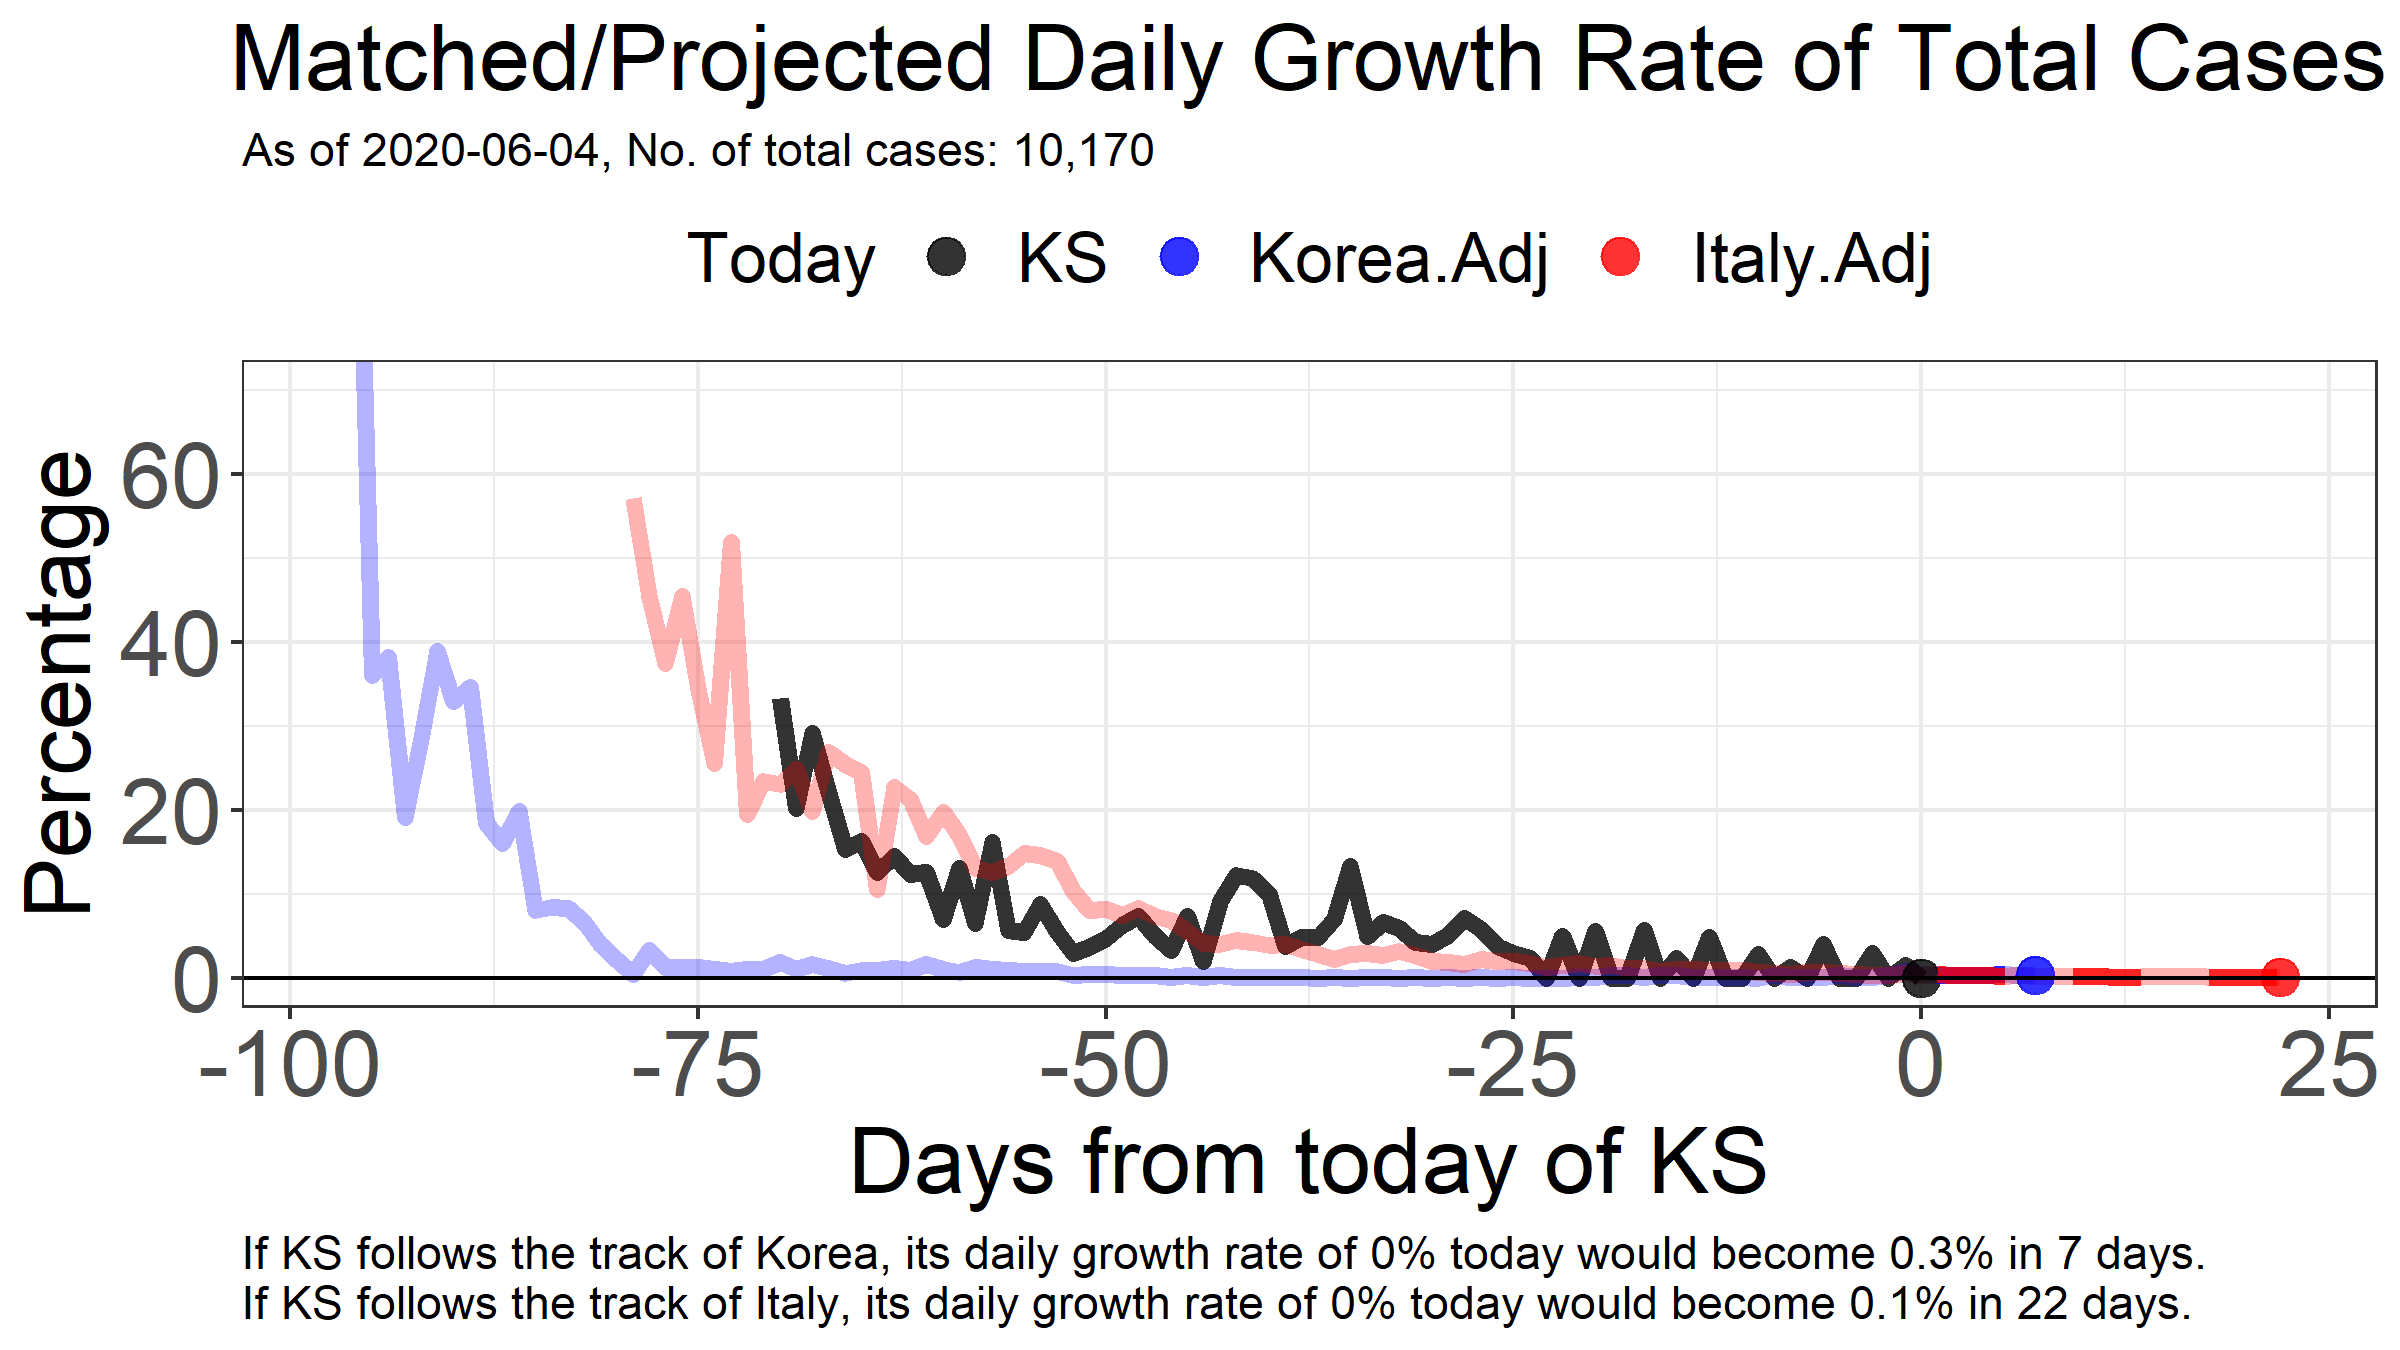 Matched/Projected Daily Growth Rate of Total Cases
As of 2020-06-04, No. of total cases: 10,170
Today KS Korea.Adj Italy.Adj
Percentage
60
40
20
0
-100 -75 -50 -25 0 25
Days from today of KS
If KS follows the track of Korea, its daily growth rate of 0% today would become 0.3% in 7 days.
If KS follows the track of Italy, its daily growth rate of 0% today would become 0.1% in 22 days.